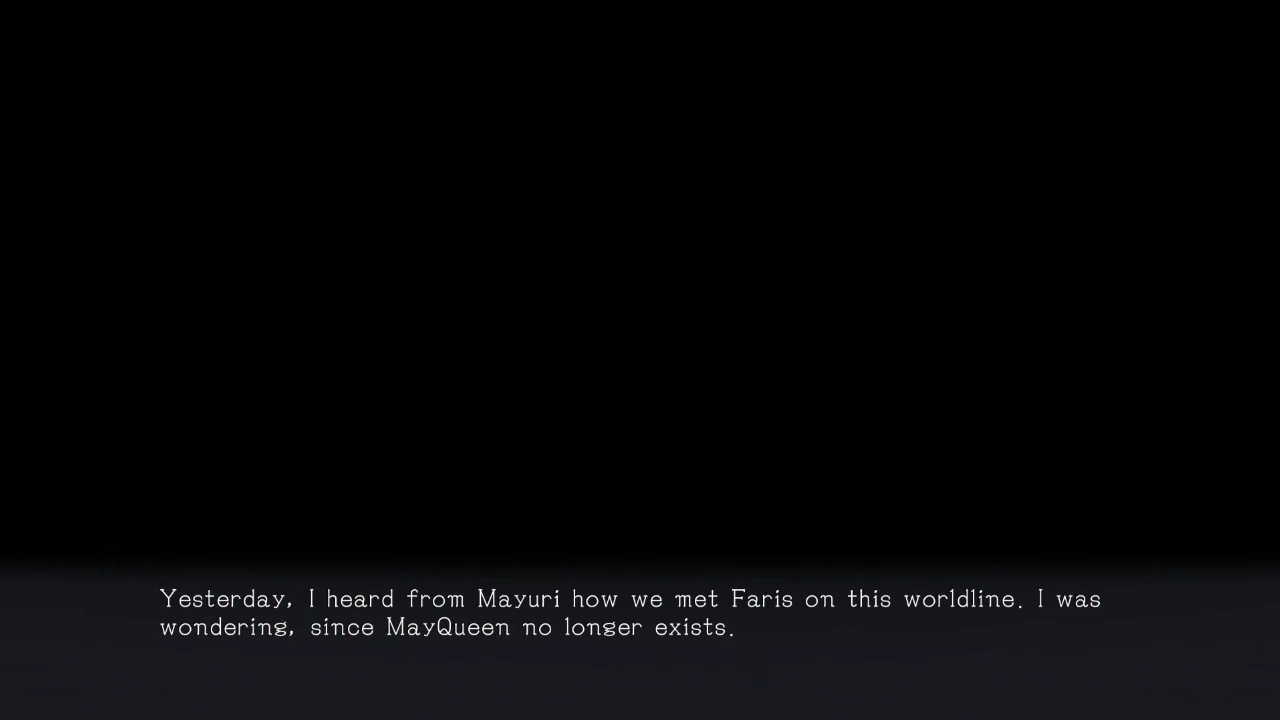 Yesterday, I heard from Mayuri how we met Faris on this worldline. I was
wondering, since MayQueen no longer exists.